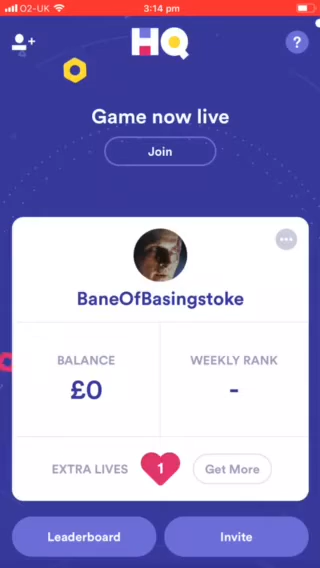 O2-UK 3:14 pm
HQ
?
Game now live
Join
BaneOfBasingstoke
BALANCE
£0
WEEKLY RANK
-
EXTRA LIVES 1 Get More
Leaderboard Invite